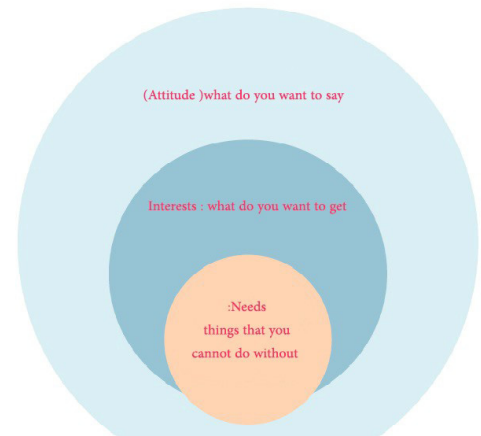 (Attitude )what do you want to say
Interests : what do you want to get
:Needs
things that you
cannot do without